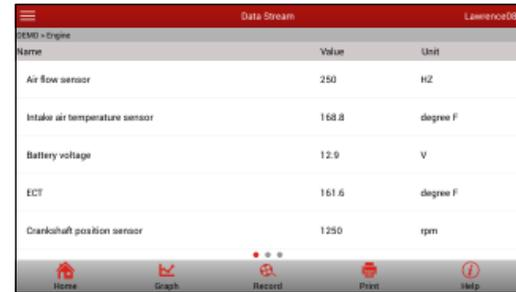 Data Stream Lawrence08
DEMO > Engine
Name Value Unit
Air flow sensor 250 HZ
Intake air temperature sensor 168.8 degree F
Battery voltage 12.9 V
ECT 161.6 degree F
Crankshaft position sensor 1250 rpm
Home Graph Record Print Help